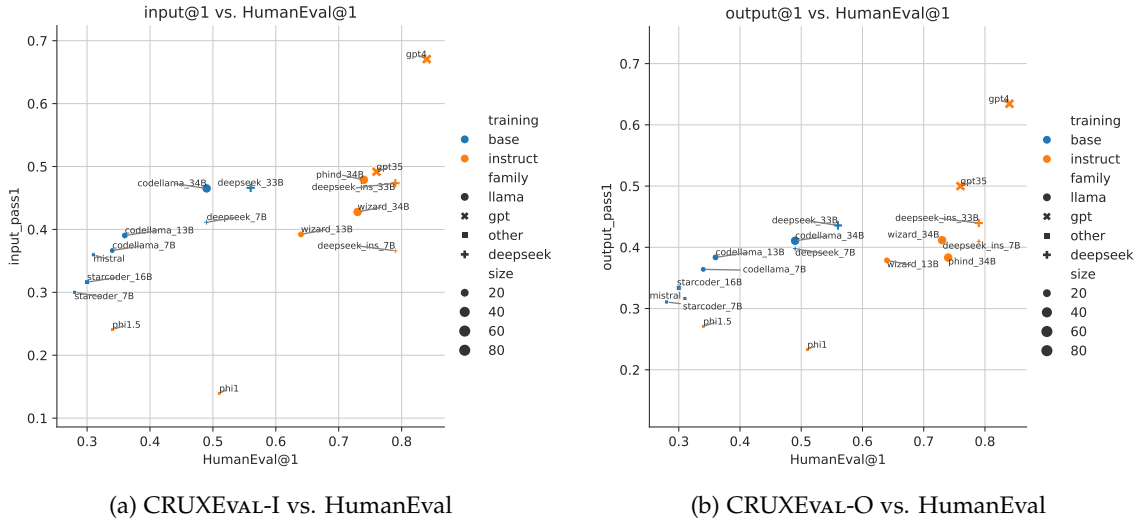 input@1 vs. HumanEval@1
0.7
0.6
0.5
0.4
0.3
0.2
0.1
input_pass1
gpt4
gpt35
phind_34B
codellama_34B
deepseek_33B
deepseek_ins_33B
wizard_34B
deepseek_7B
codellama_13B
wizard_13B
codellama_7B
deepseek_ins_7B
mistral
starcoder_16B
starcoder_7B
phi1.5
phi1
0.3 0.4 0.5 0.6 0.7 0.8
HumanEval@1
training
base
instruct
family
llama
gpt
other
deepseek
size
20
40
60
80
(a) CRUXEVAL-I vs. HumanEval
output@1 vs. HumanEval@1
0.7
0.6
0.5
0.4
0.3
0.2
output_pass1
gpt4
gpt35
deepseek_33B
deepseek_ins_33B
codellama_34B
wizard_34B
codellama_13B
deepseek_7B
deepseek_ins_7B
wizard_13B
phind_34B
codellama_7B
starcoder_16B
mistral
starcoder_7B
phi1.5
phi1
0.3 0.4 0.5 0.6 0.7 0.8
HumanEval@1
training
base
instruct
family
llama
gpt
other
deepseek
size
20
40
60
80
(b) CRUXEVAL-O vs. HumanEval